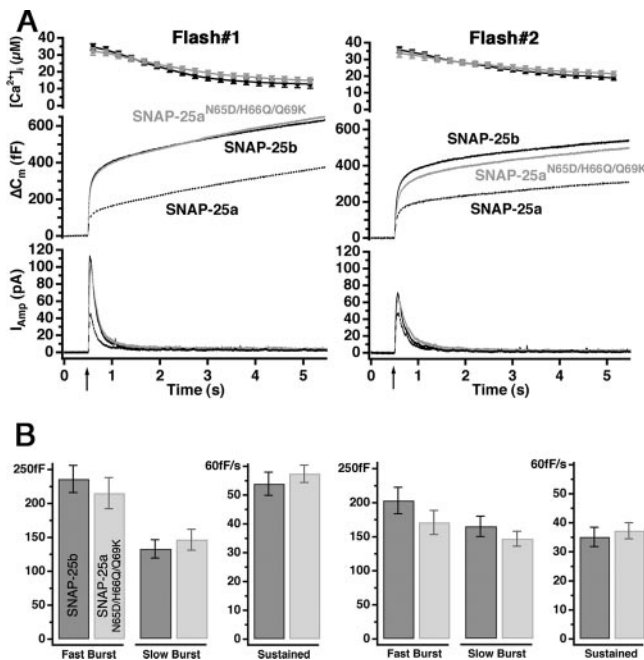 A
Flash#1
Flash#2
[Ca2+]i (µM)
40
30
20
10
0
40
30
20
10
0
ΔCm (fF)
600
400
200
0
SNAP-25aN65D/H66Q/Q69K
SNAP-25b
SNAP-25a
600
400
200
0
SNAP-25b
SNAP-25aN65D/H66Q/Q69K
SNAP-25a
IAmp (pA)
120
100
80
60
40
20
0
120
100
80
60
40
20
0
0 1 2 3 4 5
Time (s)
0 1 2 3 4 5
Time (s)
B
250fF
200
150
100
50
0
SNAP-25b
SNAP-25a
N65D/H66Q/Q69K
Fast Burst
Slow Burst
60fF/s
50
40
30
20
10
0
Sustained
250fF
200
150
100
50
0
Fast Burst
Slow Burst
60fF/s
50
40
30
20
10
0
Sustained